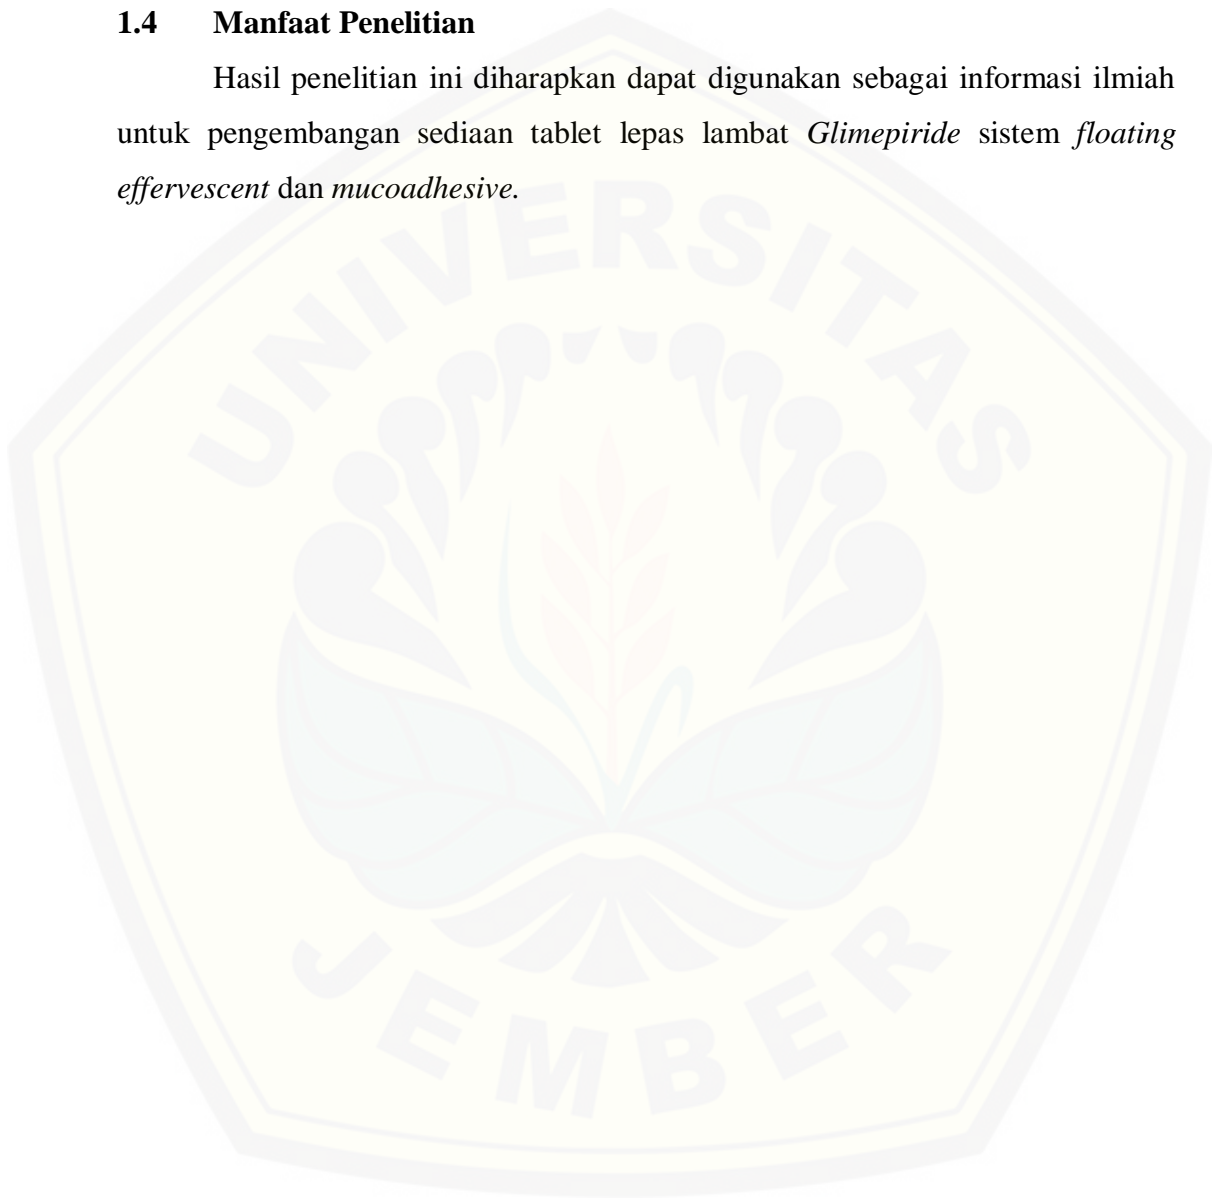 1.4 Manfaat Penelitian
Hasil penelitian ini diharapkan dapat digunakan sebagai informasi ilmiah
untuk pengembangan sediaan tablet lepas lambat Glimepiride sistem floating
effervescent dan mucoadhesive.
UNIVERSITAS
JEMBER